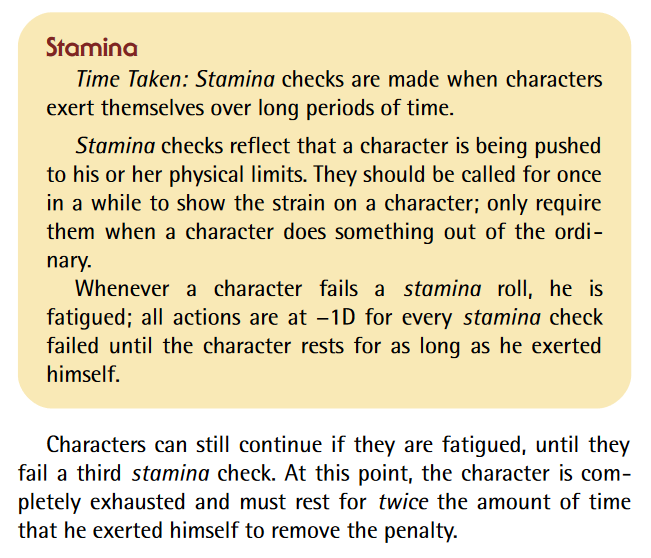 Stamina
Time Taken: Stamina checks are made when characters
exert themselves over long periods of time.
Stamina checks reflect that a character is being pushed
to his or her physical limits. They should be called for once
in a while to show the strain on a character; only require
them when a character does something out of the ordi-
nary.
Whenever a character fails a stamina roll, he is
fatigued; all actions are at –1D for every stamina check
failed until the character rests for as long as he exerted
himself.
Characters can still continue if they are fatigued, until they
fail a third stamina check. At this point, the character is com-
pletely exhausted and must rest for twice the amount of time
that he exerted himself to remove the penalty.